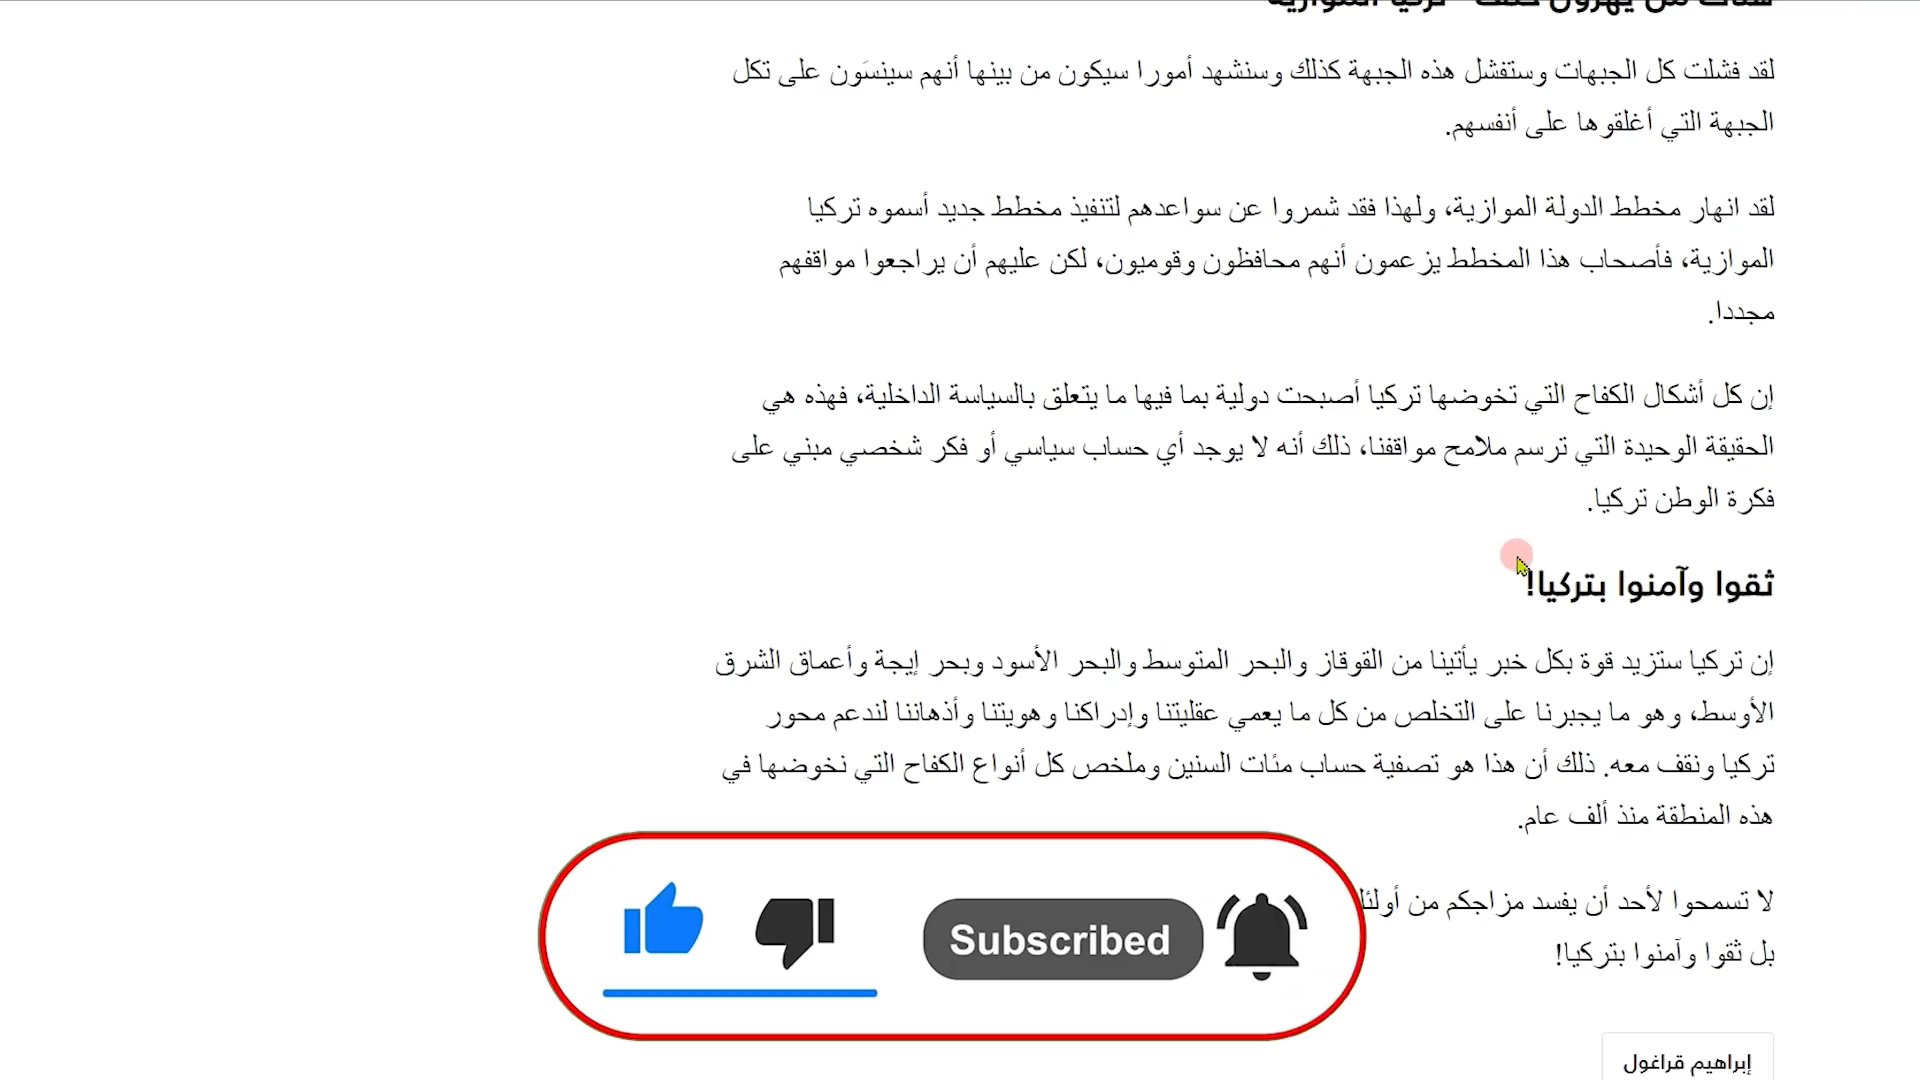 لقد فشلت كل الجبهات وستفشل هذه الجبهة كذلك وسنشهد أمورا سيكون من بينها أنهم سينسَون على تكل
الجبهة التي أغلقوها على أنفسهم.
لقد انهار مخطط الدولة الموازية، ولهذا فقد شمروا عن سواعدهم لتنفيذ مخطط جديد أسموه تركيا
الموازية، فأصحاب هذا المخطط يزعمون أنهم محافظون وقوميون، لكن عليهم أن يراجعوا مواقفهم
مجددا.
إن كل أشكال الكفاح التي تخوضها تركيا أصبحت دولية بما فيها ما يتعلق بالسياسة الداخلية، فهذه هي
الحقيقة الوحيدة التي ترسم ملامح مواقفنا، ذلك أنه لا يوجد أي حساب سياسي أو فكر شخصي مبني على
فكرة الوطن تركيا.
ثقوا وآمنوا بتركيا!
إن تركيا ستزيد قوة بكل خبر يأتينا من القوقاز والبحر المتوسط والبحر الأسود وبحر إيجة وأعماق الشرق
الأوسط، وهو ما يجبرنا على التخلص من كل ما يعمي عقليتنا وإدراكنا وهويتنا وأذهاننا لندعم محور
تركيا ونقف معه. ذلك أن هذا هو تصفية حساب مئات السنين وملخص كل أنواع الكفاح التي نخوضها في
هذه المنطقة منذ ألف عام.
لا تسمحوا لأحد أن يفسد مزاجكم من
بل ثقوا وآمنوا بتركيا!
Subscribed
إبراهيم قراغول